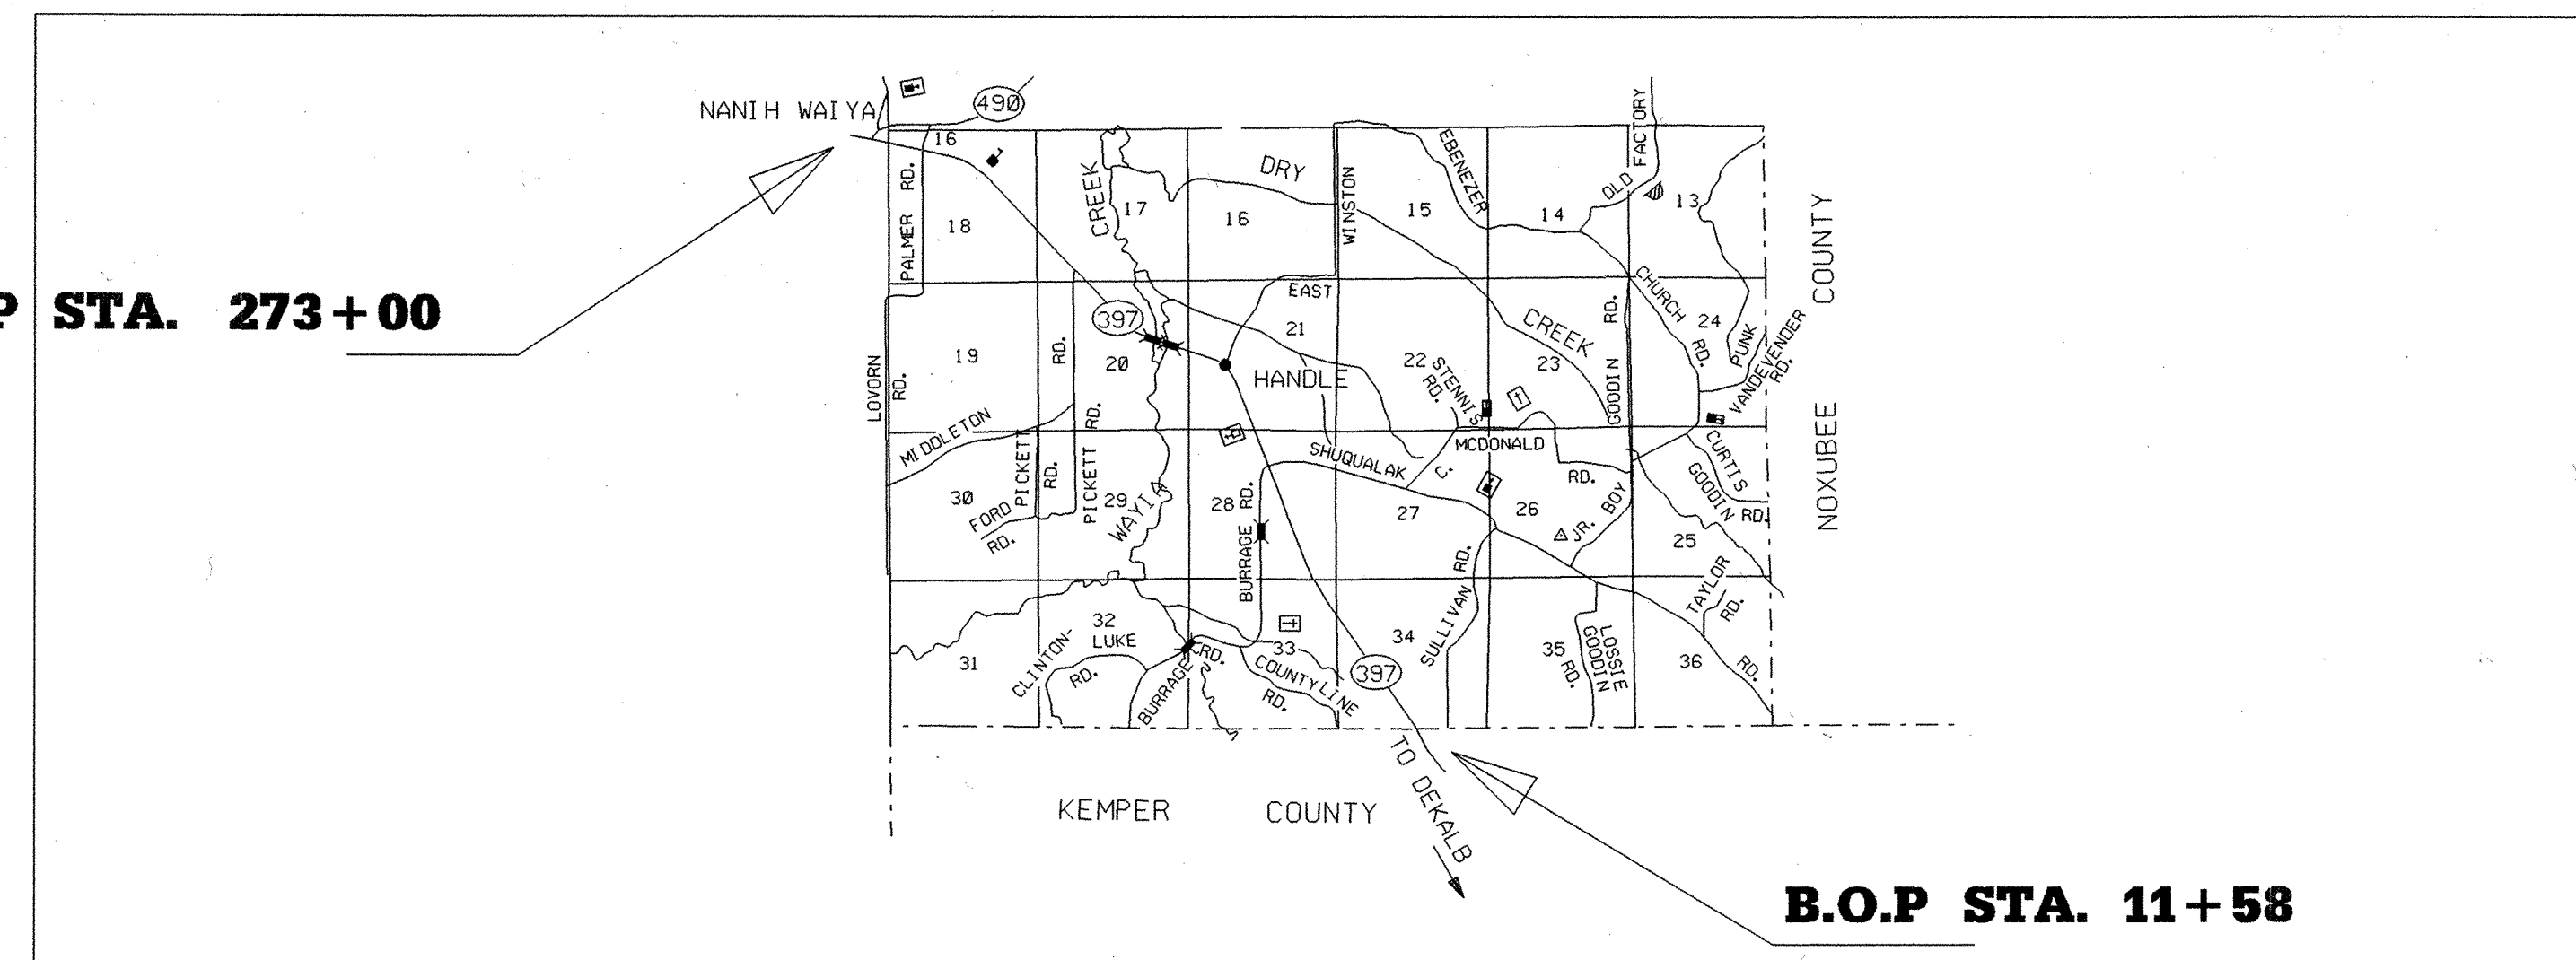 NANIH WAIYA
490
16
PALMER RD.
18
CREEK
17
DRY
16
WINSTON
15
EBENEZER
14
OLD FACTORY
13
NOXUBEE COUNTY
P STA. 273+00
397
EAST
21
CREEK
CHURCH RD.
24
PUNK
VANDEVENDER RD.
LOVORN RD.
19
RD.
20
HANDLE
22
STENNIS RD.
23
GOODIN RD.
MIDDLETON
PICKETT RD.
PICKETT RD.
30
FORD RD.
29
WAYIA
28
BURRAGE RD.
SHUQUALAK
C.
MCDONALD RD.
27
26
JR. BOY
CURTIS GOODIN RD.
25
TAYLOR RD.
31
32
CLINTON-
LUKE
RD.
BURRAGE RD.
33
COUNTYLINE RD.
34
397
SULLIVAN RD.
35
LOSSIE GOODIN RD.
36
RD.
KEMPER COUNTY
TO DEKALB
B.O.P STA. 11+58